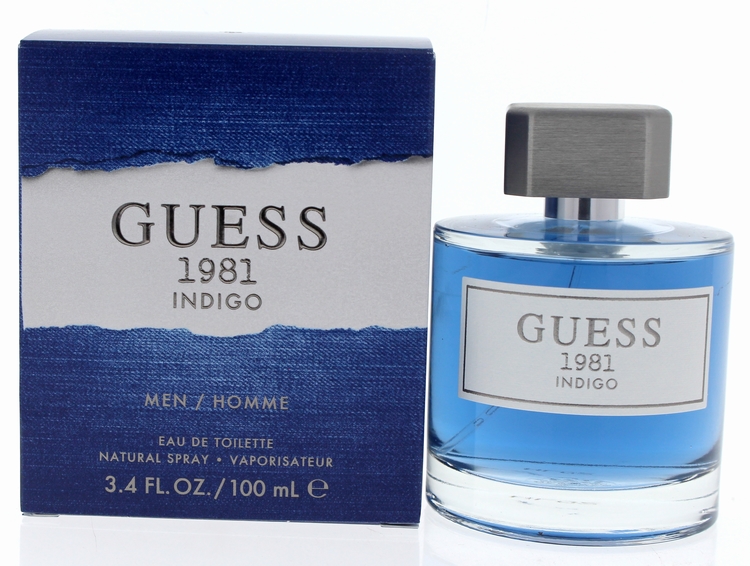 GUESS
1981
INDIGO
MEN / HOMME
EAU DE TOILETTE
NATURAL SPRAY • VAPORISATEUR
3.4 FL. OZ. / 100 mL ℮
GUESS
1981
INDIGO